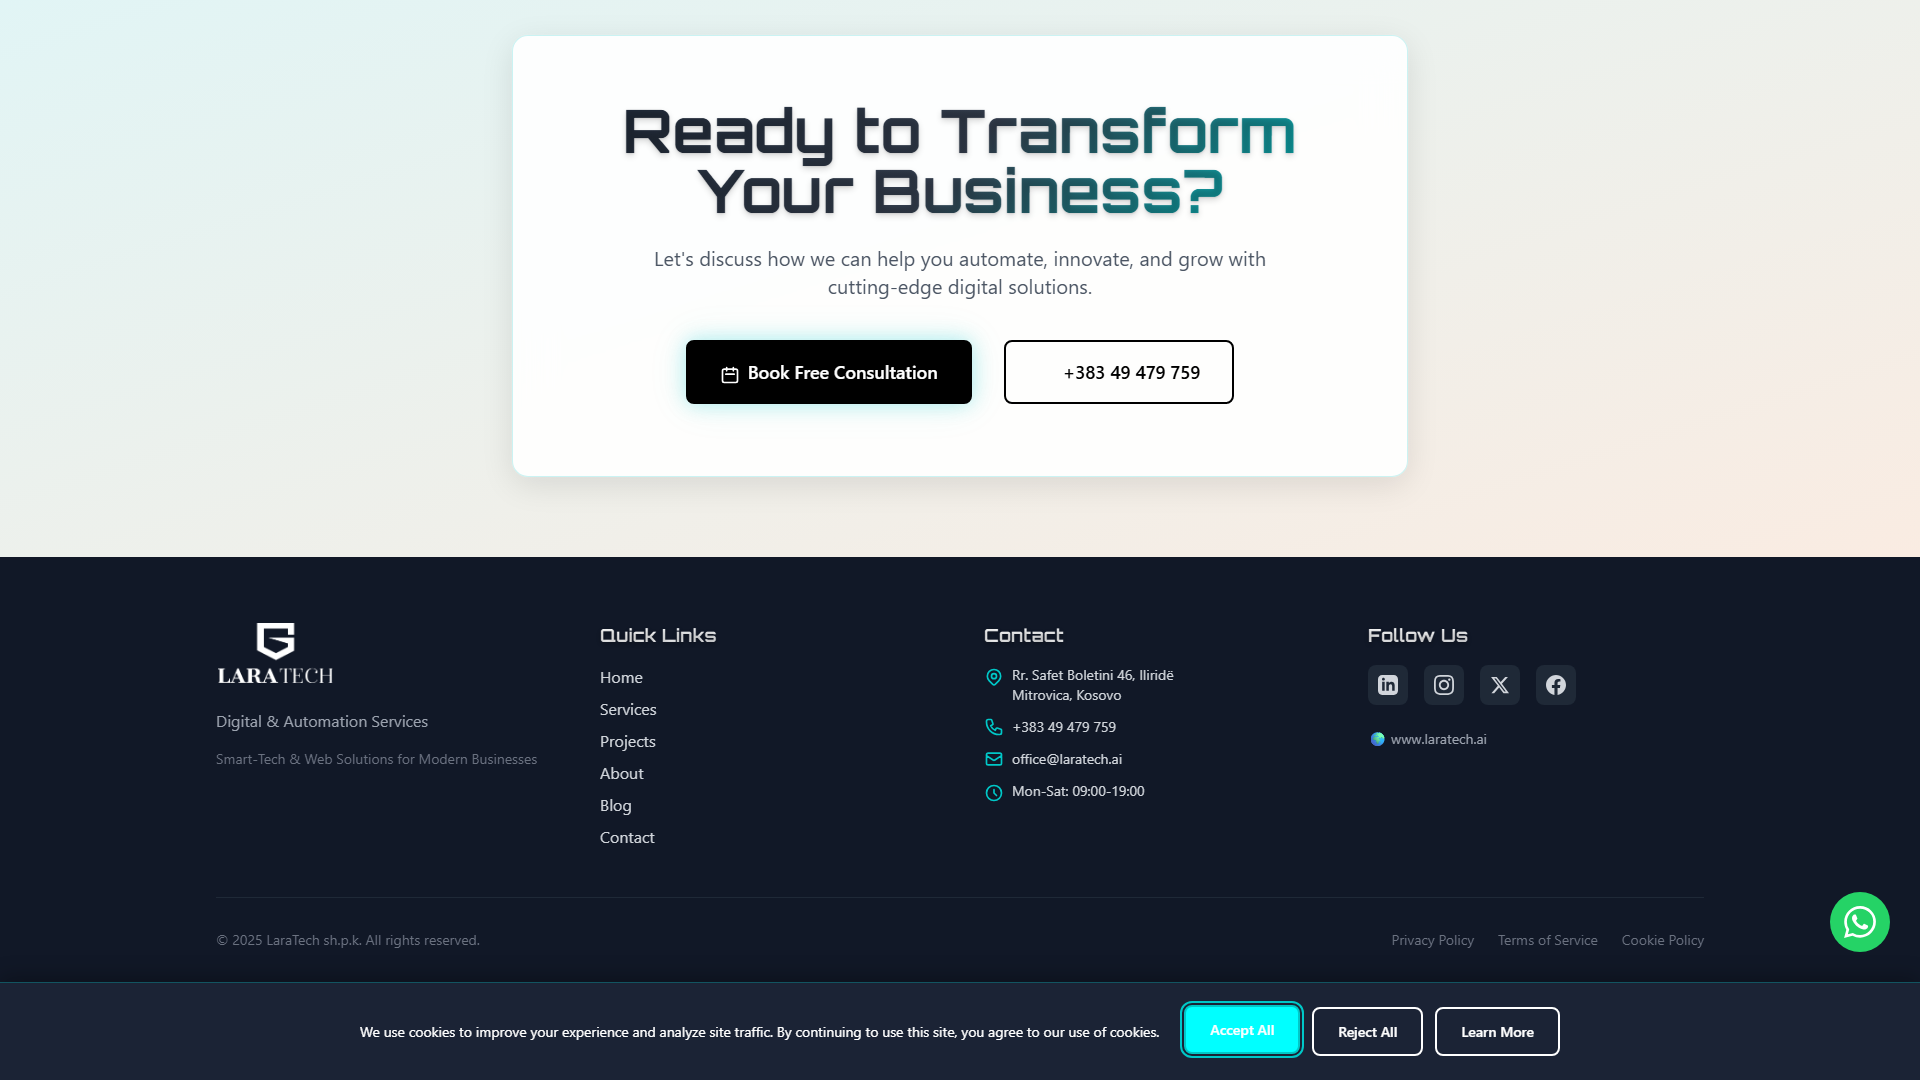 Ready to Transform
Your Business?
Let's discuss how we can help you automate, innovate, and grow with
cutting-edge digital solutions.
Book Free Consultation
+383 49 479 759
LARATECH
Digital & Automation Services
Smart-Tech & Web Solutions for Modern Businesses
Quick Links
Home
Services
Projects
About
Blog
Contact
Contact
Rr. Safet Boletini 46, Iliridë
Mitrovica, Kosovo
+383 49 479 759
office@laratech.ai
Mon-Sat: 09:00-19:00
Follow Us
www.laratech.ai
© 2025 LaraTech sh.p.k. All rights reserved.
Privacy Policy
Terms of Service
Cookie Policy
We use cookies to improve your experience and analyze site traffic. By continuing to use this site, you agree to our use of cookies.
Accept All
Reject All
Learn More